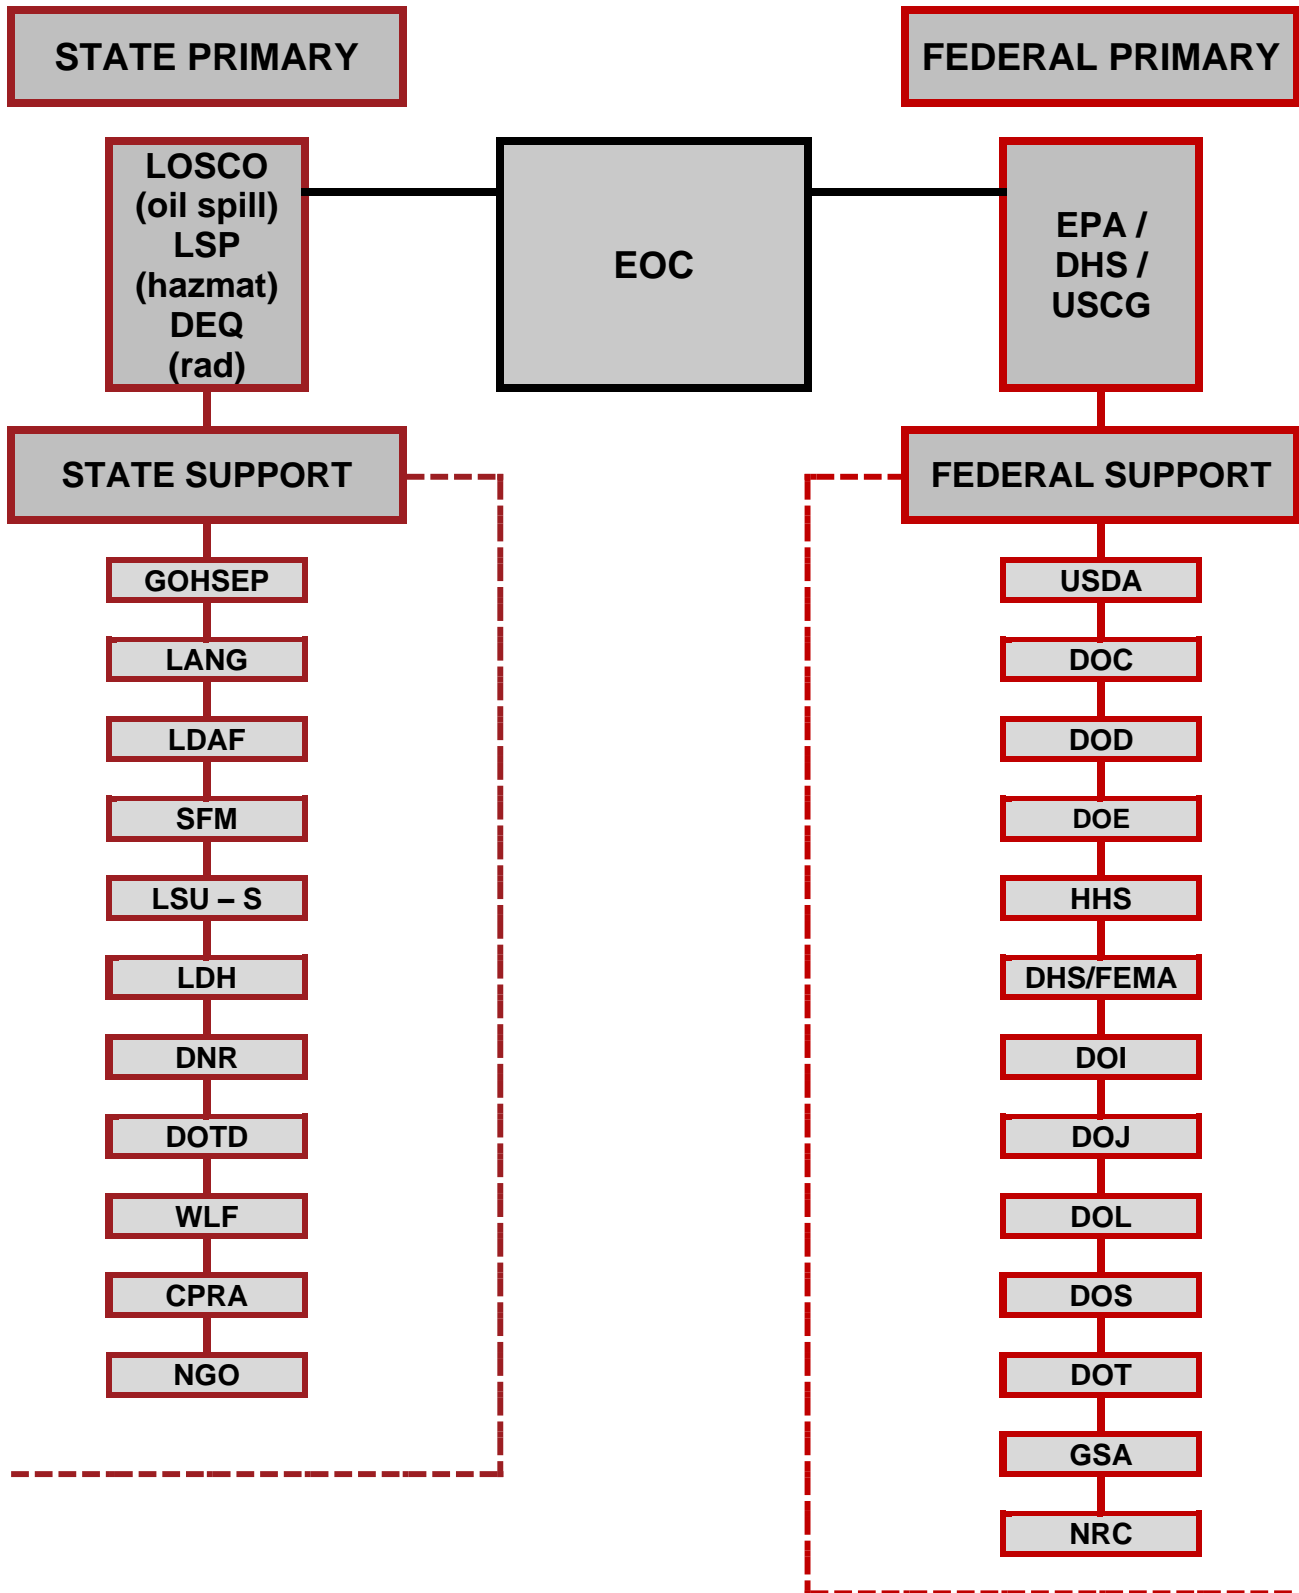 STATE PRIMARY
FEDERAL PRIMARY
LOSCO
(oil spill)
LSP
(hazmat)
DEQ
(rad)
EOC
EPA /
DHS /
USCG
STATE SUPPORT
FEDERAL SUPPORT
GOHSEP
LANG
LDAF
SFM
LSU – S
LDH
DNR
DOTD
WLF
CPRA
NGO
USDA
DOC
DOD
DOE
HHS
DHS/FEMA
DOI
DOJ
DOL
DOS
DOT
GSA
NRC